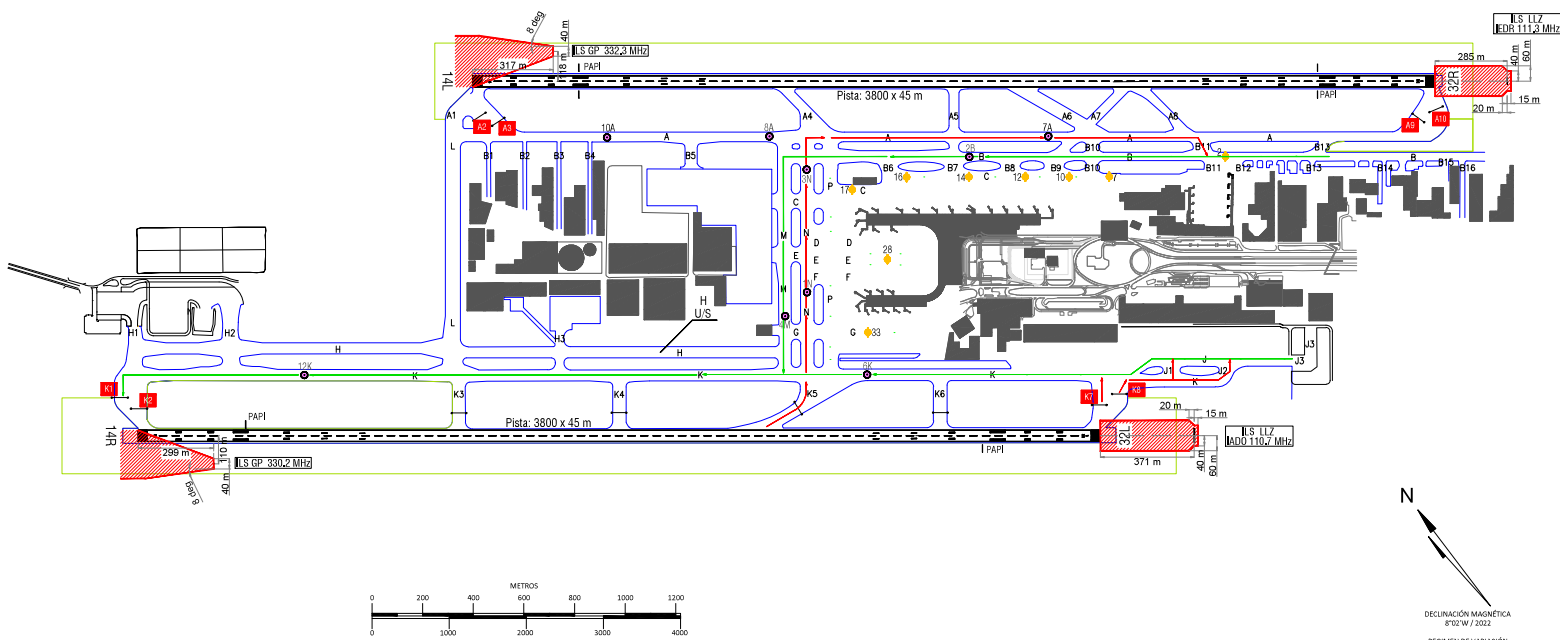 ILS LLZ
EDR 111.3 MHz
8 deg
40 m
ILS GP 332.3 MHz
317 m
118 m
PAPI
285 m
40 m
60 m
14L
32R
Pista: 3800 x 45 m
PAPI
20 m
15 m
A1
A2
A3
10A
A
8A
A4
A5
7A
A6
A7
A8
A
A
A
A9
A10
L
B1
B2
B3
B4
B5
3N
2B
B
B10
B
B11
2
B13
B
B15
17
C
P
B6
16
B7
14
C
B8
12
B9
10
B10
7
B11
B12
B13
B14
B16
C
M
N
D
D
E
E
E
F
F
28
M
1N
P
H
U/S
N
L
G
G
33
H1
H2
H3
H
H
J3
J3
J
12K
K
K
6K
K
J1
J2
K
K1
K2
K3
K4
K5
K6
K7
K8
14R
PAPI
Pista: 3800 x 45 m
PAPI
32L
20 m
15 m
ILS LLZ
IADO 110.7 MHz
299 m
110 m
ILS GP 330.2 MHz
40 m
8 deg
371 m
40 m
60 m
N
METROS
0 200 400 600 800 1000 1200
0 1000 2000 3000 4000
DECLINACIÓN MAGNÉTICA
8°02'W / 2022